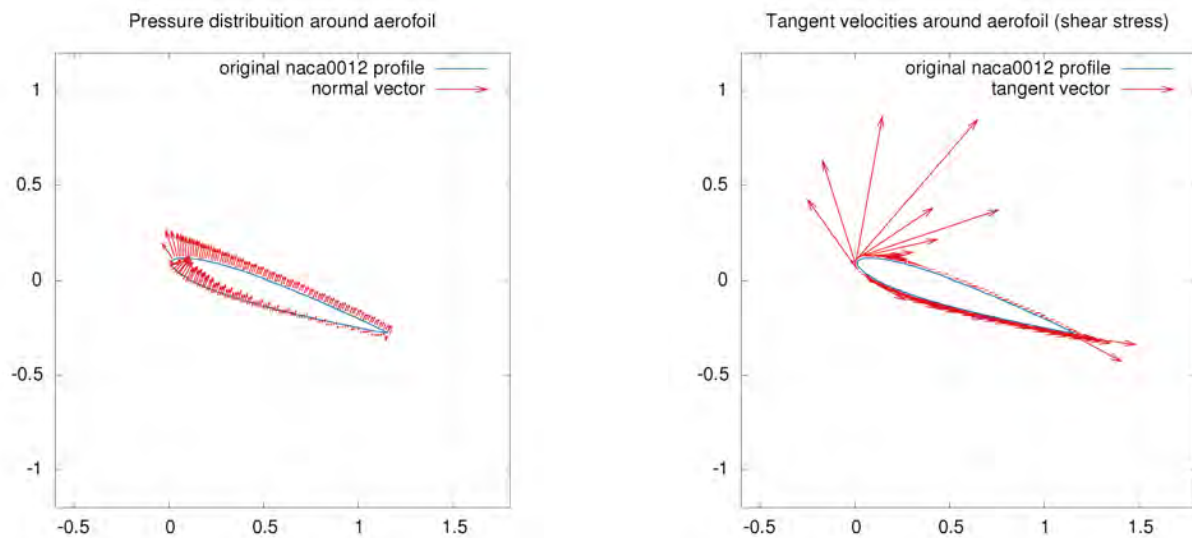 Pressure distribuition around aerofoil
original naca0012 profile
normal vector
1
0.5
0
-0.5
-1
-0.5 0 0.5 1 1.5
Tangent velocities around aerofoil (shear stress)
original naca0012 profile
tangent vector
1
0.5
0
-0.5
-1
-0.5 0 0.5 1 1.5